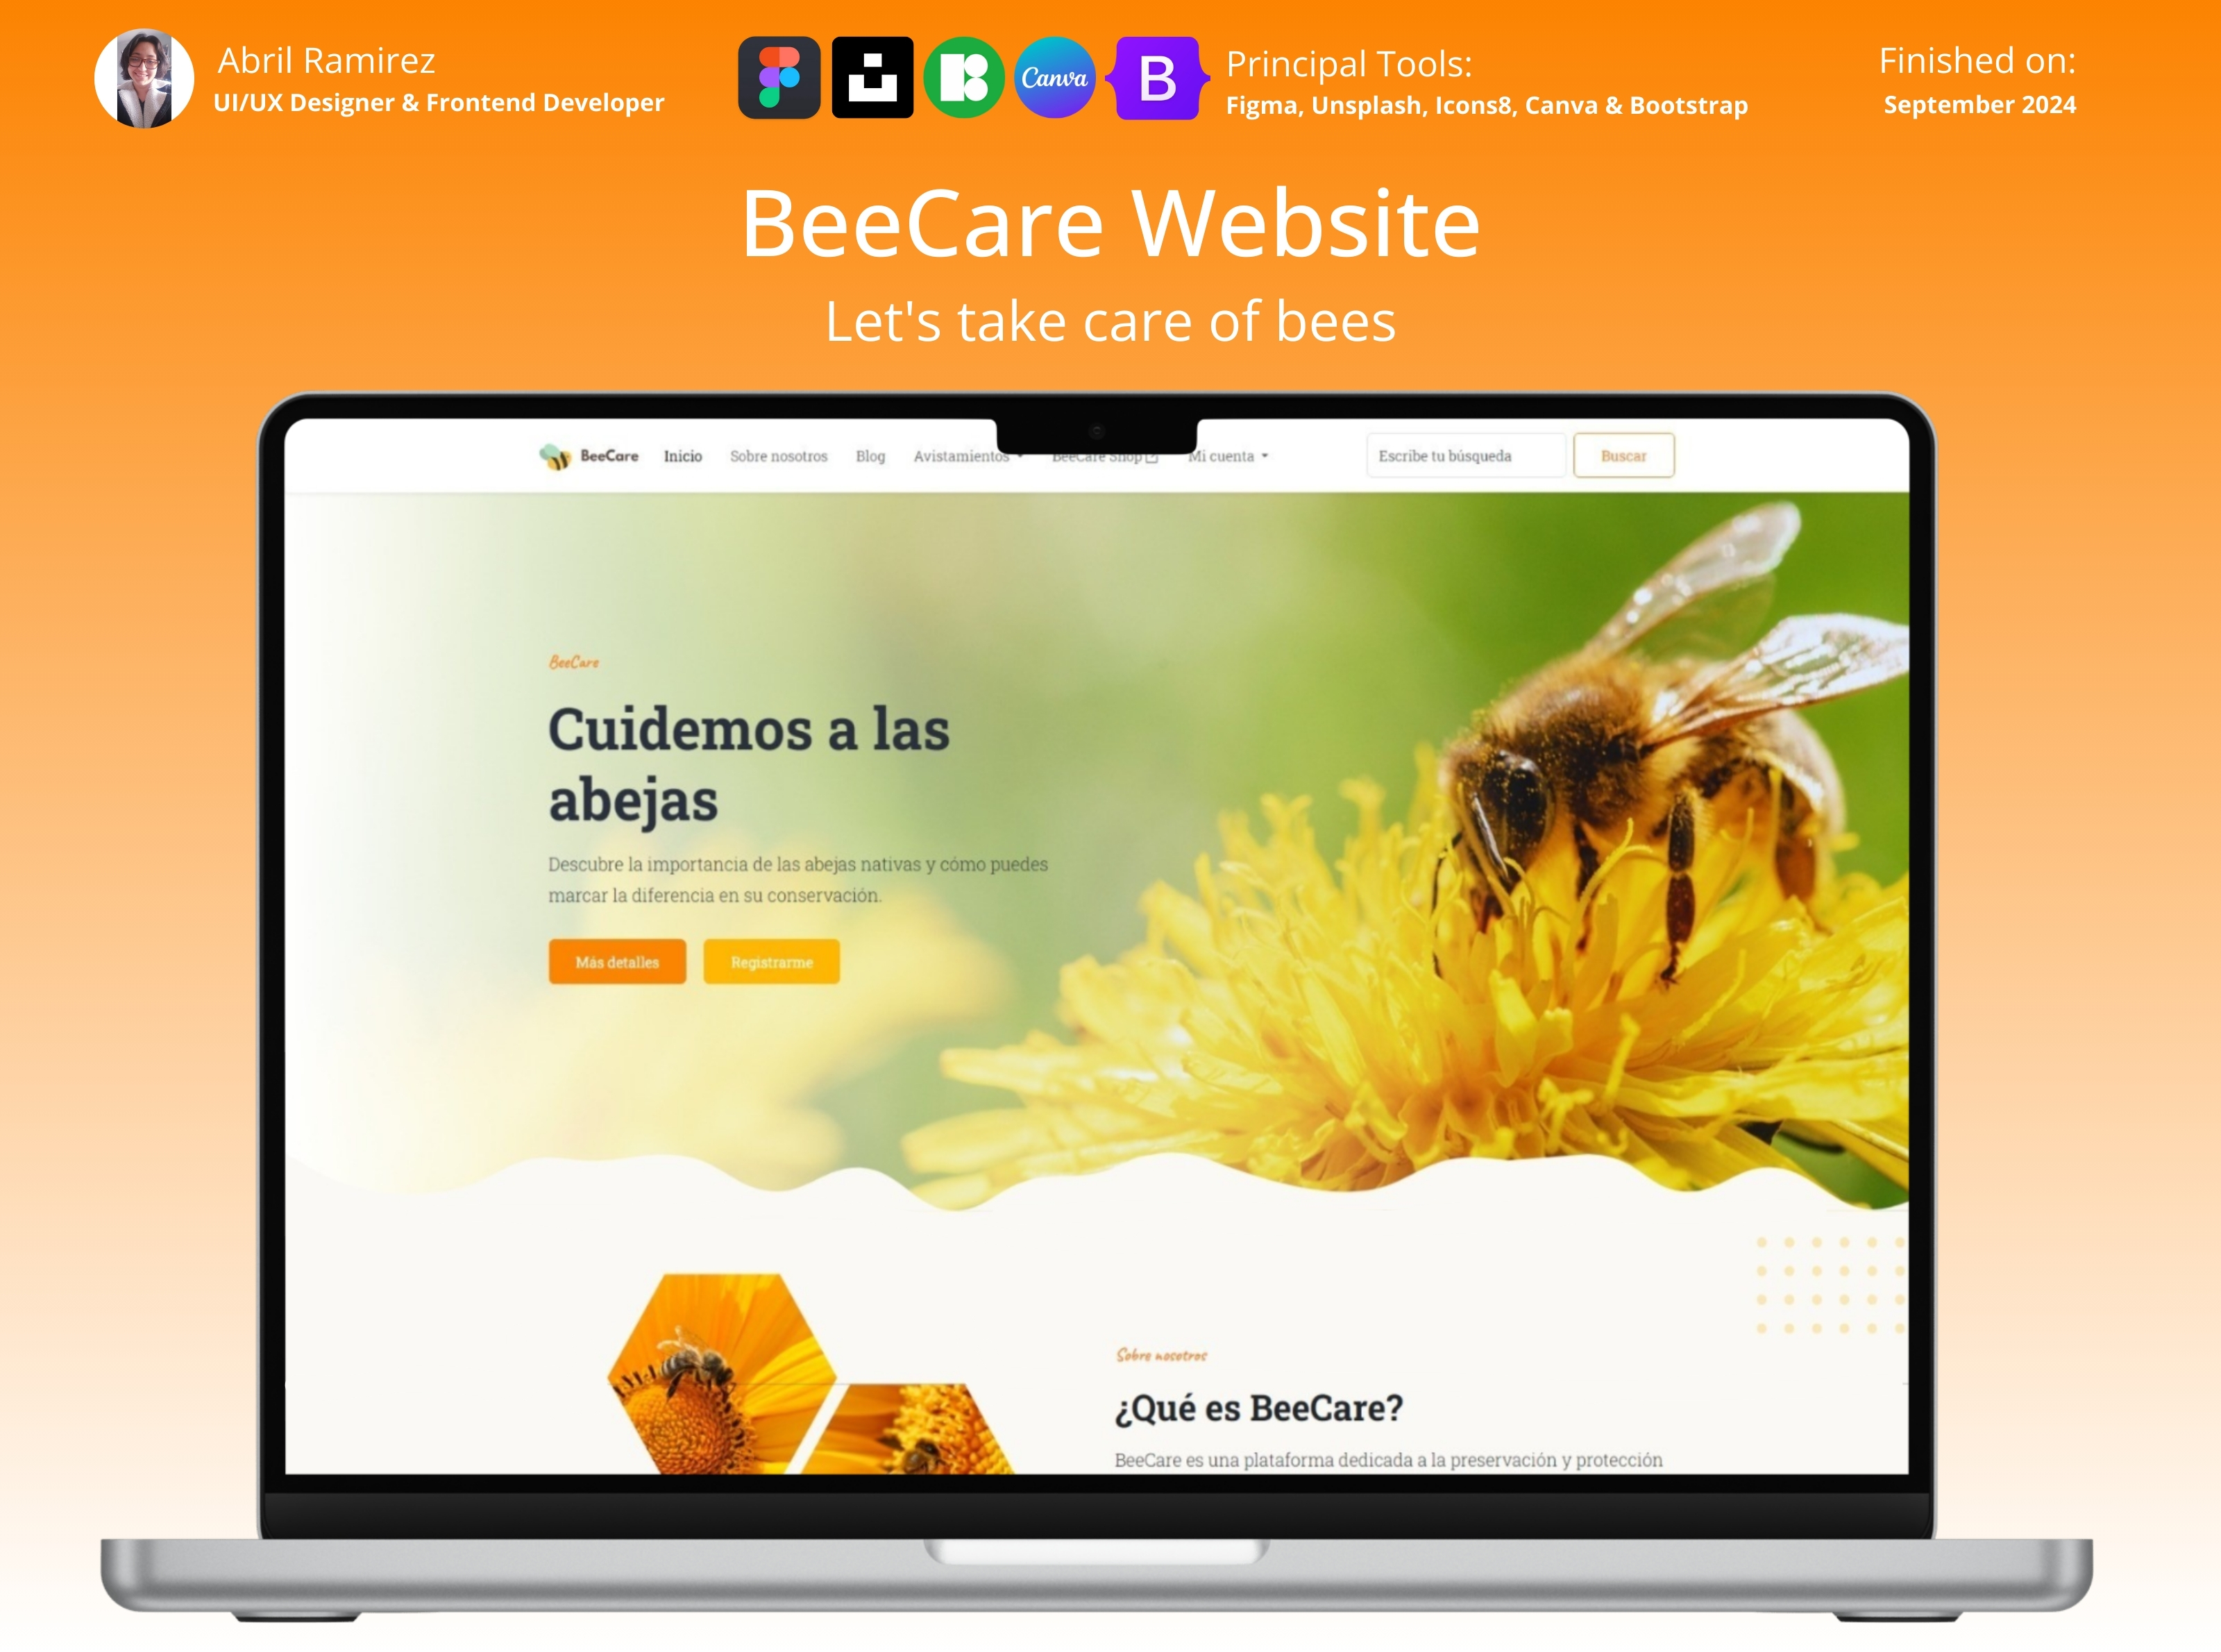 Abril Ramirez
UI/UX Designer & Frontend Developer
Canva
B
Principal Tools:
Figma, Unsplash, Icons8, Canva & Bootstrap
Finished on:
September 2024
BeeCare Website
Let's take care of bees
BeeCare Inicio Sobre nosotros Blog Avistamientos BeeCare Shop Mi cuenta Escribe tu búsqueda Buscar
BeeCare
Cuidemos a las
abejas
Descubre la importancia de las abejas nativas y cómo puedes
marcar la diferencia en su conservación.
Más detalles Registrarme
Sobre nosotros
¿Qué es BeeCare?
BeeCare es una plataforma dedicada a la preservación y protección